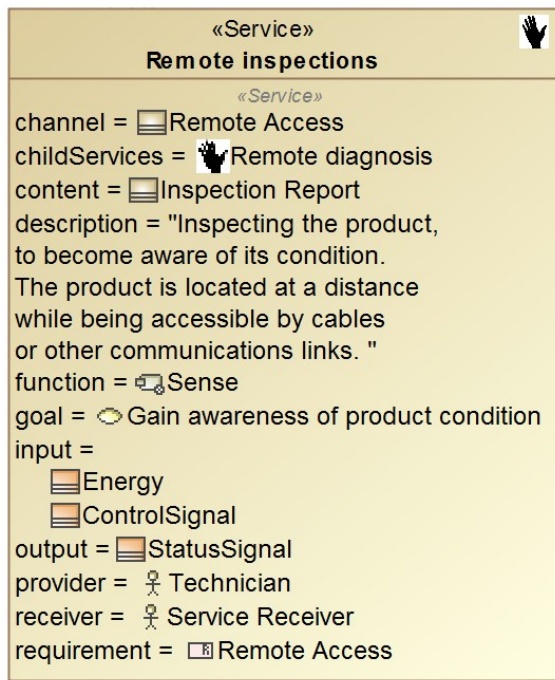 «Service»
Remote inspections
«Service»
channel = Remote Access
childServices = Remote diagnosis
content = Inspection Report
description = "Inspecting the product,
to become aware of its condition.
The product is located at a distance
while being accessible by cables
or other communications links. "
function = Sense
goal = Gain awareness of product condition
input =
Energy
ControlSignal
output = StatusSignal
provider = Technician
receiver = Service Receiver
requirement = R Remote Access